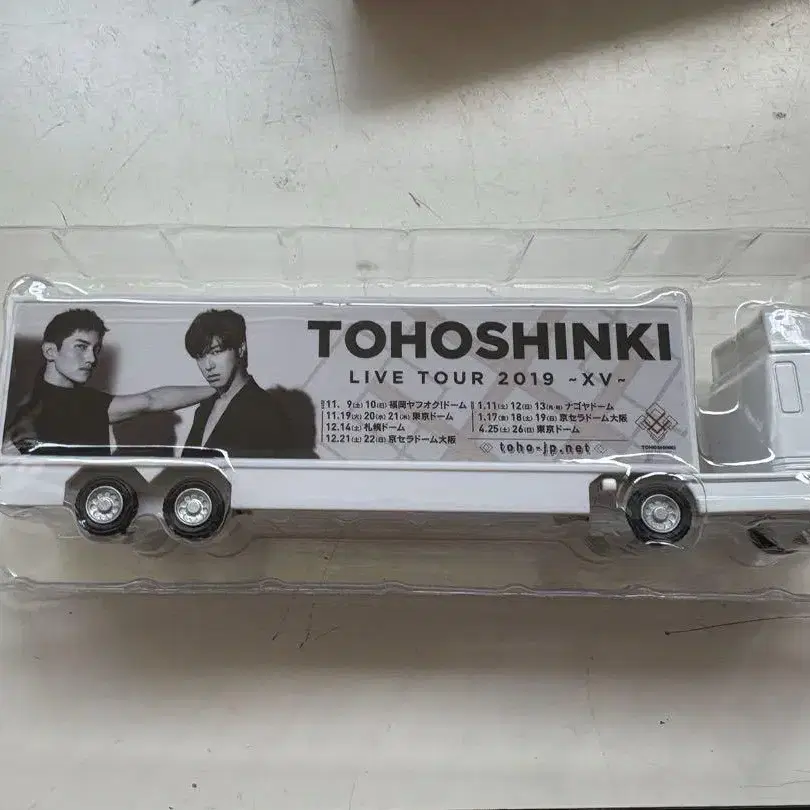 TOHOSHINKI
LIVE TOUR 2019 ~XV~
11. 9(土)10(日)福岡ヤフオク!ドーム
11.19(火)20(水)21(木)東京ドーム
12.14(土)札幌ドーム
12.21(土)22(日)京セラドーム大阪
1.11(土)12(日)13(月・祝)ナゴヤドーム
1.17(金)18(土)19(日)京セラドーム大阪
4.25(土)26(日)東京ドーム
toho-jp.net
TOHOSHINKI